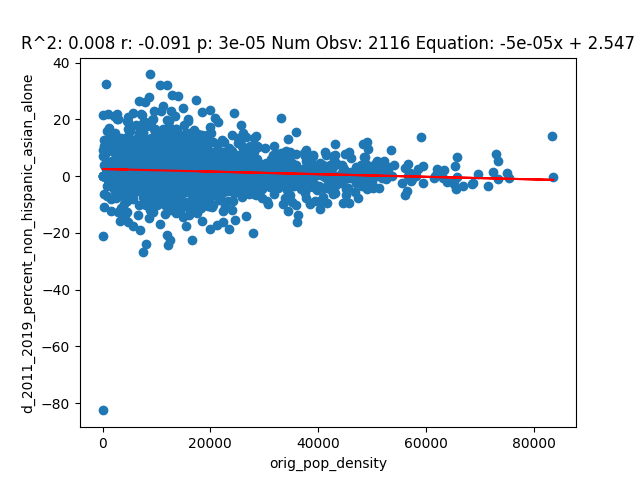 R^2: 0.008 r: -0.091 p: 3e-05 Num Obsv: 2116 Equation: -5e-05x + 2.547
40
20
0
−20
−40
−60
−80
d_2011_2019_percent_non_hispanic_asian_alone
0 20000 40000 60000 80000
orig_pop_density